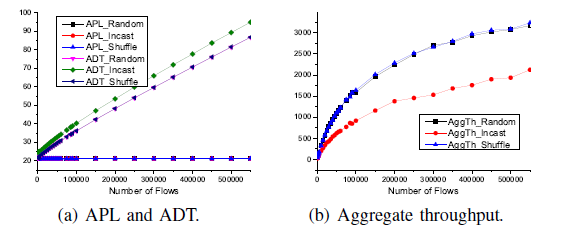 100
90
80
70
60
50
40
30
20
APL_Random
APL_Incast
APL_Shuffle
ADT_Random
ADT_Incast
ADT_Shuffle
0 100000 200000 300000 400000 500000
Number of Flows
(a) APL and ADT.
3000
2500
2000
1500
1000
500
0
AggTh_Random
AggTh_Incast
AggTh_Shuffle
0 100000 200000 300000 400000 500000
Number of Flows
(b) Aggregate throughput.